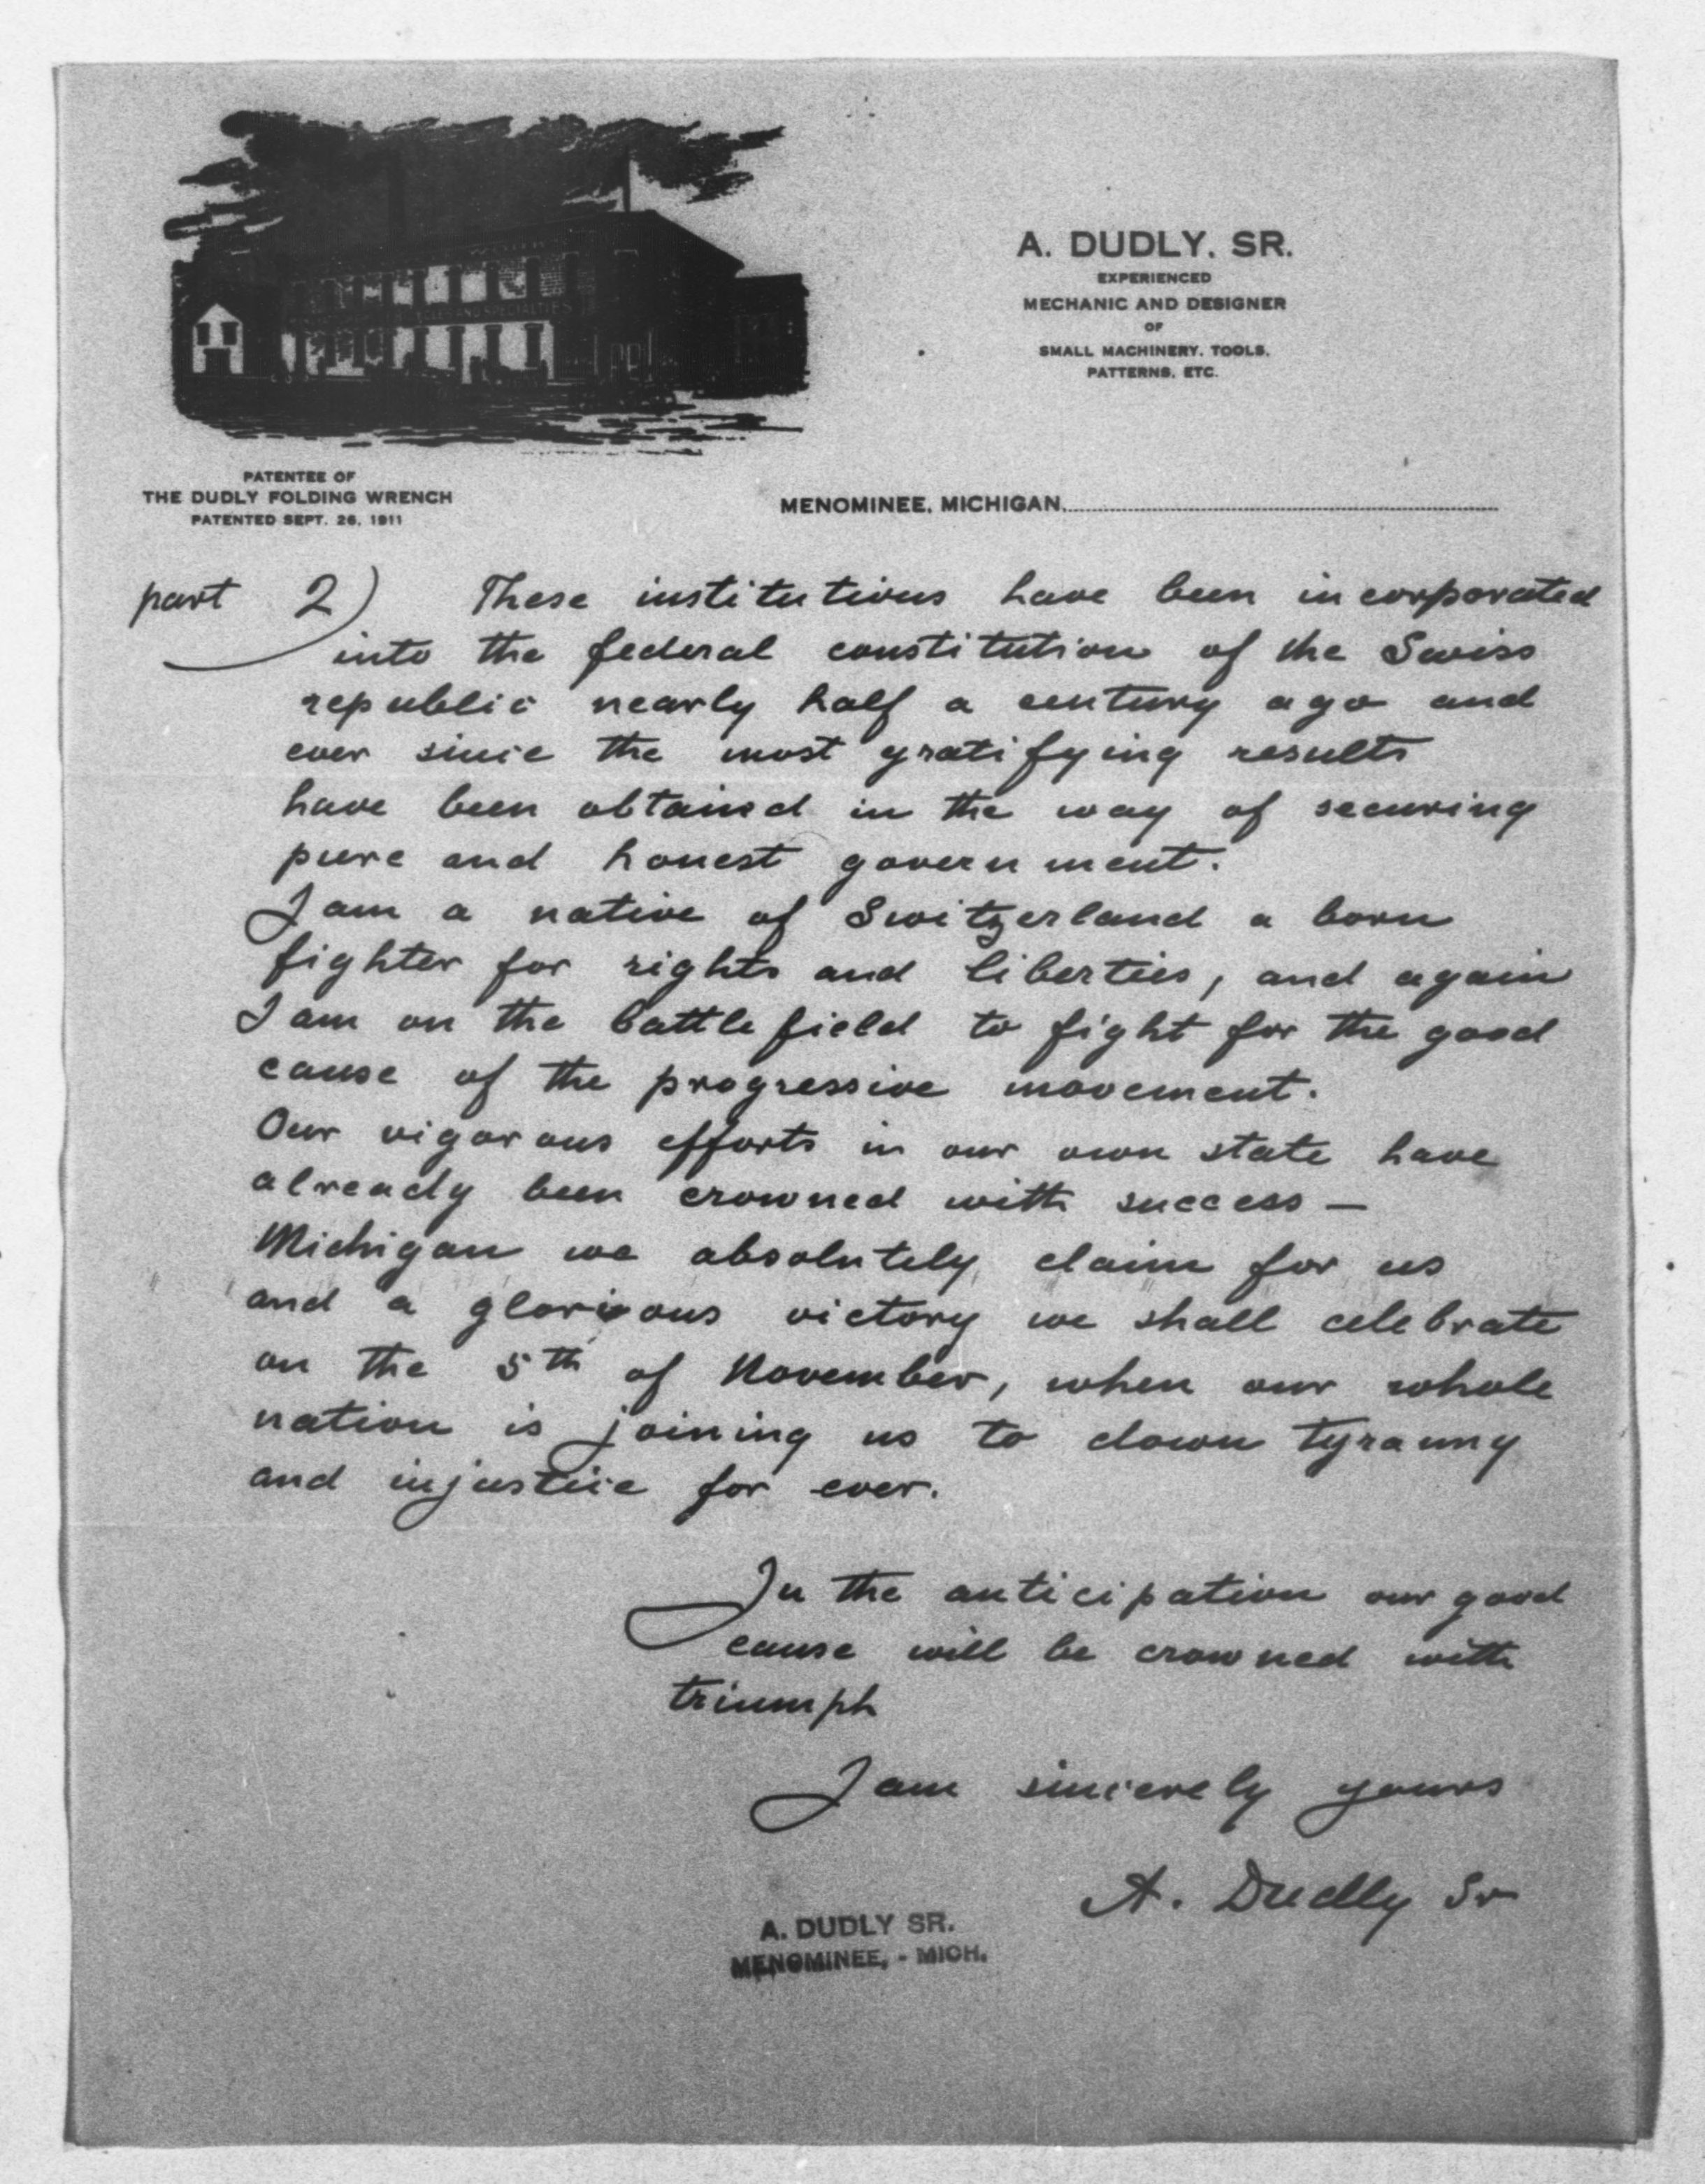 A. DUDLY, SR.
EXPERIENCED
MECHANIC AND DESIGNER
OF
SMALL MACHINERY, TOOLS,
PATTERNS, ETC.
PATENTEE OF
THE DUDLY FOLDING WRENCH
PATENTED SEPT. 26, 1911
MENOMINEE, MICHIGAN,
part 2) These institutions have been incorporated
into the federal constitution of the Swiss
republic nearly half a century ago and
ever since the most gratifying results
have been obtained in the way of securing
pure and honest government.
I am a native of Switzerland a born
fighter for rights and liberties, and again
I am on the battlefield to fight for the good
cause of the progressive movement.
Our vigorous efforts in our own state have
already been crowned with success —
Michigan we absolutely claim for us
and a glorious victory we shall celebrate
on the 5th of November, when our whole
nation is joining us to down tyranny
and injustice for ever.
In the anticipation our good
cause will be crowned with
triumph
I am sincerely yours
A. Dudly Sr
A. DUDLY SR.
MENOMINEE, - MICH.